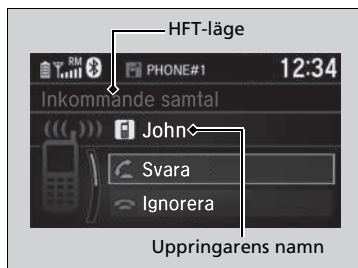 HFT-läge
RM PHONE#1 12:34
Inkommande samtal
John
Svara
Ignorera
Uppringarens namn